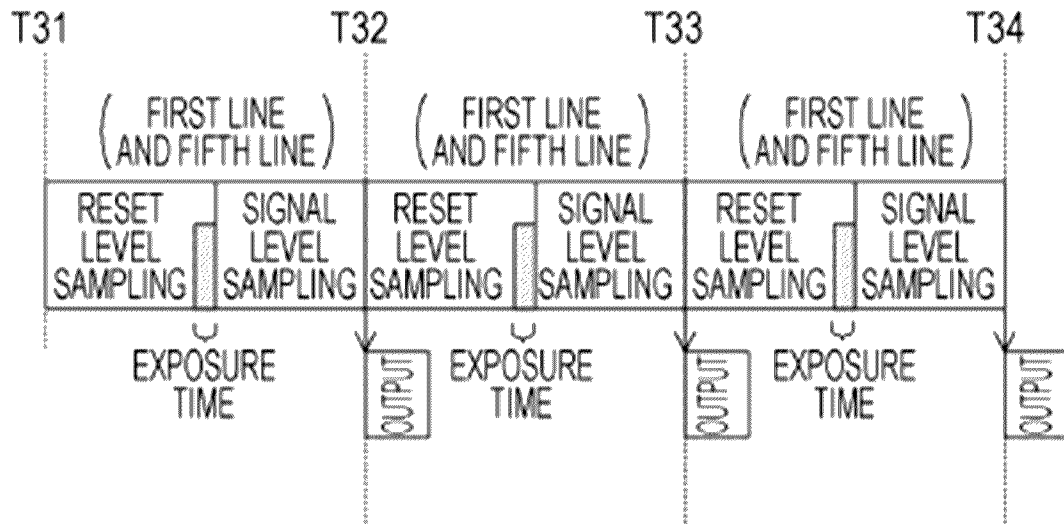 T31 T32 T33 T34
( FIRST LINE AND FIFTH LINE ) ( FIRST LINE AND FIFTH LINE ) ( FIRST LINE AND FIFTH LINE )
RESET LEVEL SAMPLING
SIGNAL LEVEL SAMPLING
RESET LEVEL SAMPLING
SIGNAL LEVEL SAMPLING
RESET LEVEL SAMPLING
SIGNAL LEVEL SAMPLING
EXPOSURE TIME
OUTPUT
EXPOSURE TIME
OUTPUT
EXPOSURE TIME
OUTPUT